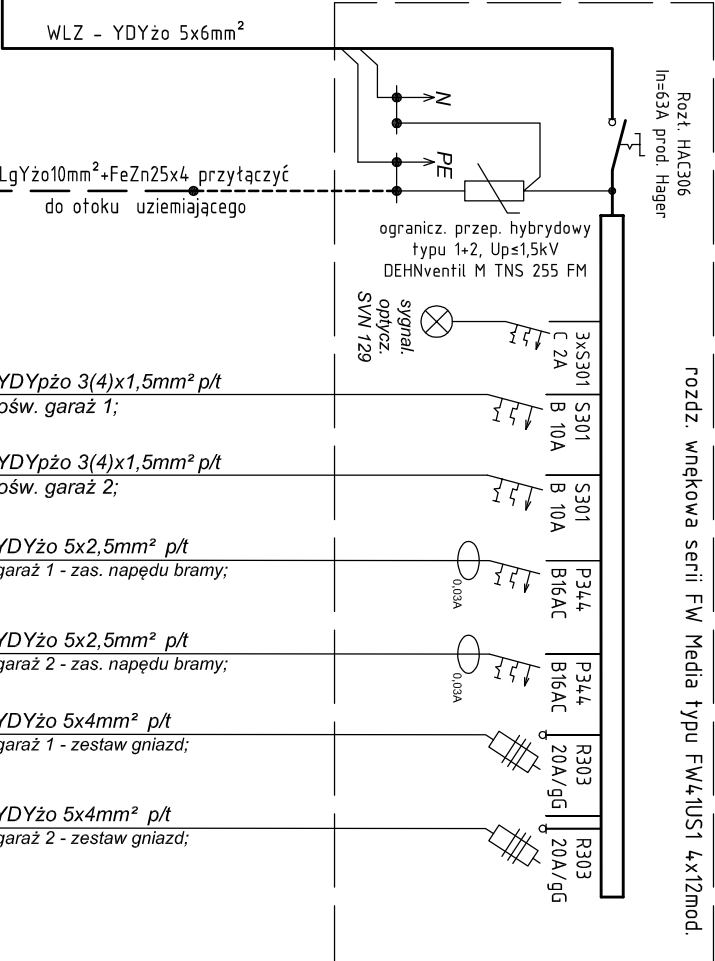 WLZ - YDYżo 5x6mm²
Rozł. HAC306
In=63A prod. Hager
N
PE
LgYżo10mm²+FeZn25x4 przyłączyć
do otoku uziemiającego
ogranicz. przep. hybrydowy
typu 1+2, Up≤1,5kV
DEHNventil M TNS 255 FM
sygnal.
optycz.
SVN 129
3xS301
C 2A
YDYpżo 3(4)x1,5mm² p/t
ośw. garaż 1;
S301
B 10A
YDYpżo 3(4)x1,5mm² p/t
ośw. garaż 2;
S301
B 10A
YDYżo 5x2,5mm² p/t
garaż 1 - zas. napędu bramy;
0,03A
P344
B16AC
YDYżo 5x2,5mm² p/t
garaż 2 - zas. napędu bramy;
0,03A
P344
B16AC
YDYżo 5x4mm² p/t
garaż 1 - zestaw gniazd;
R303
20A/gG
YDYżo 5x4mm² p/t
garaż 2 - zestaw gniazd;
R303
20A/gG
rozdz. wnękowa serii FW Media typu FW41US1 4x12mod.